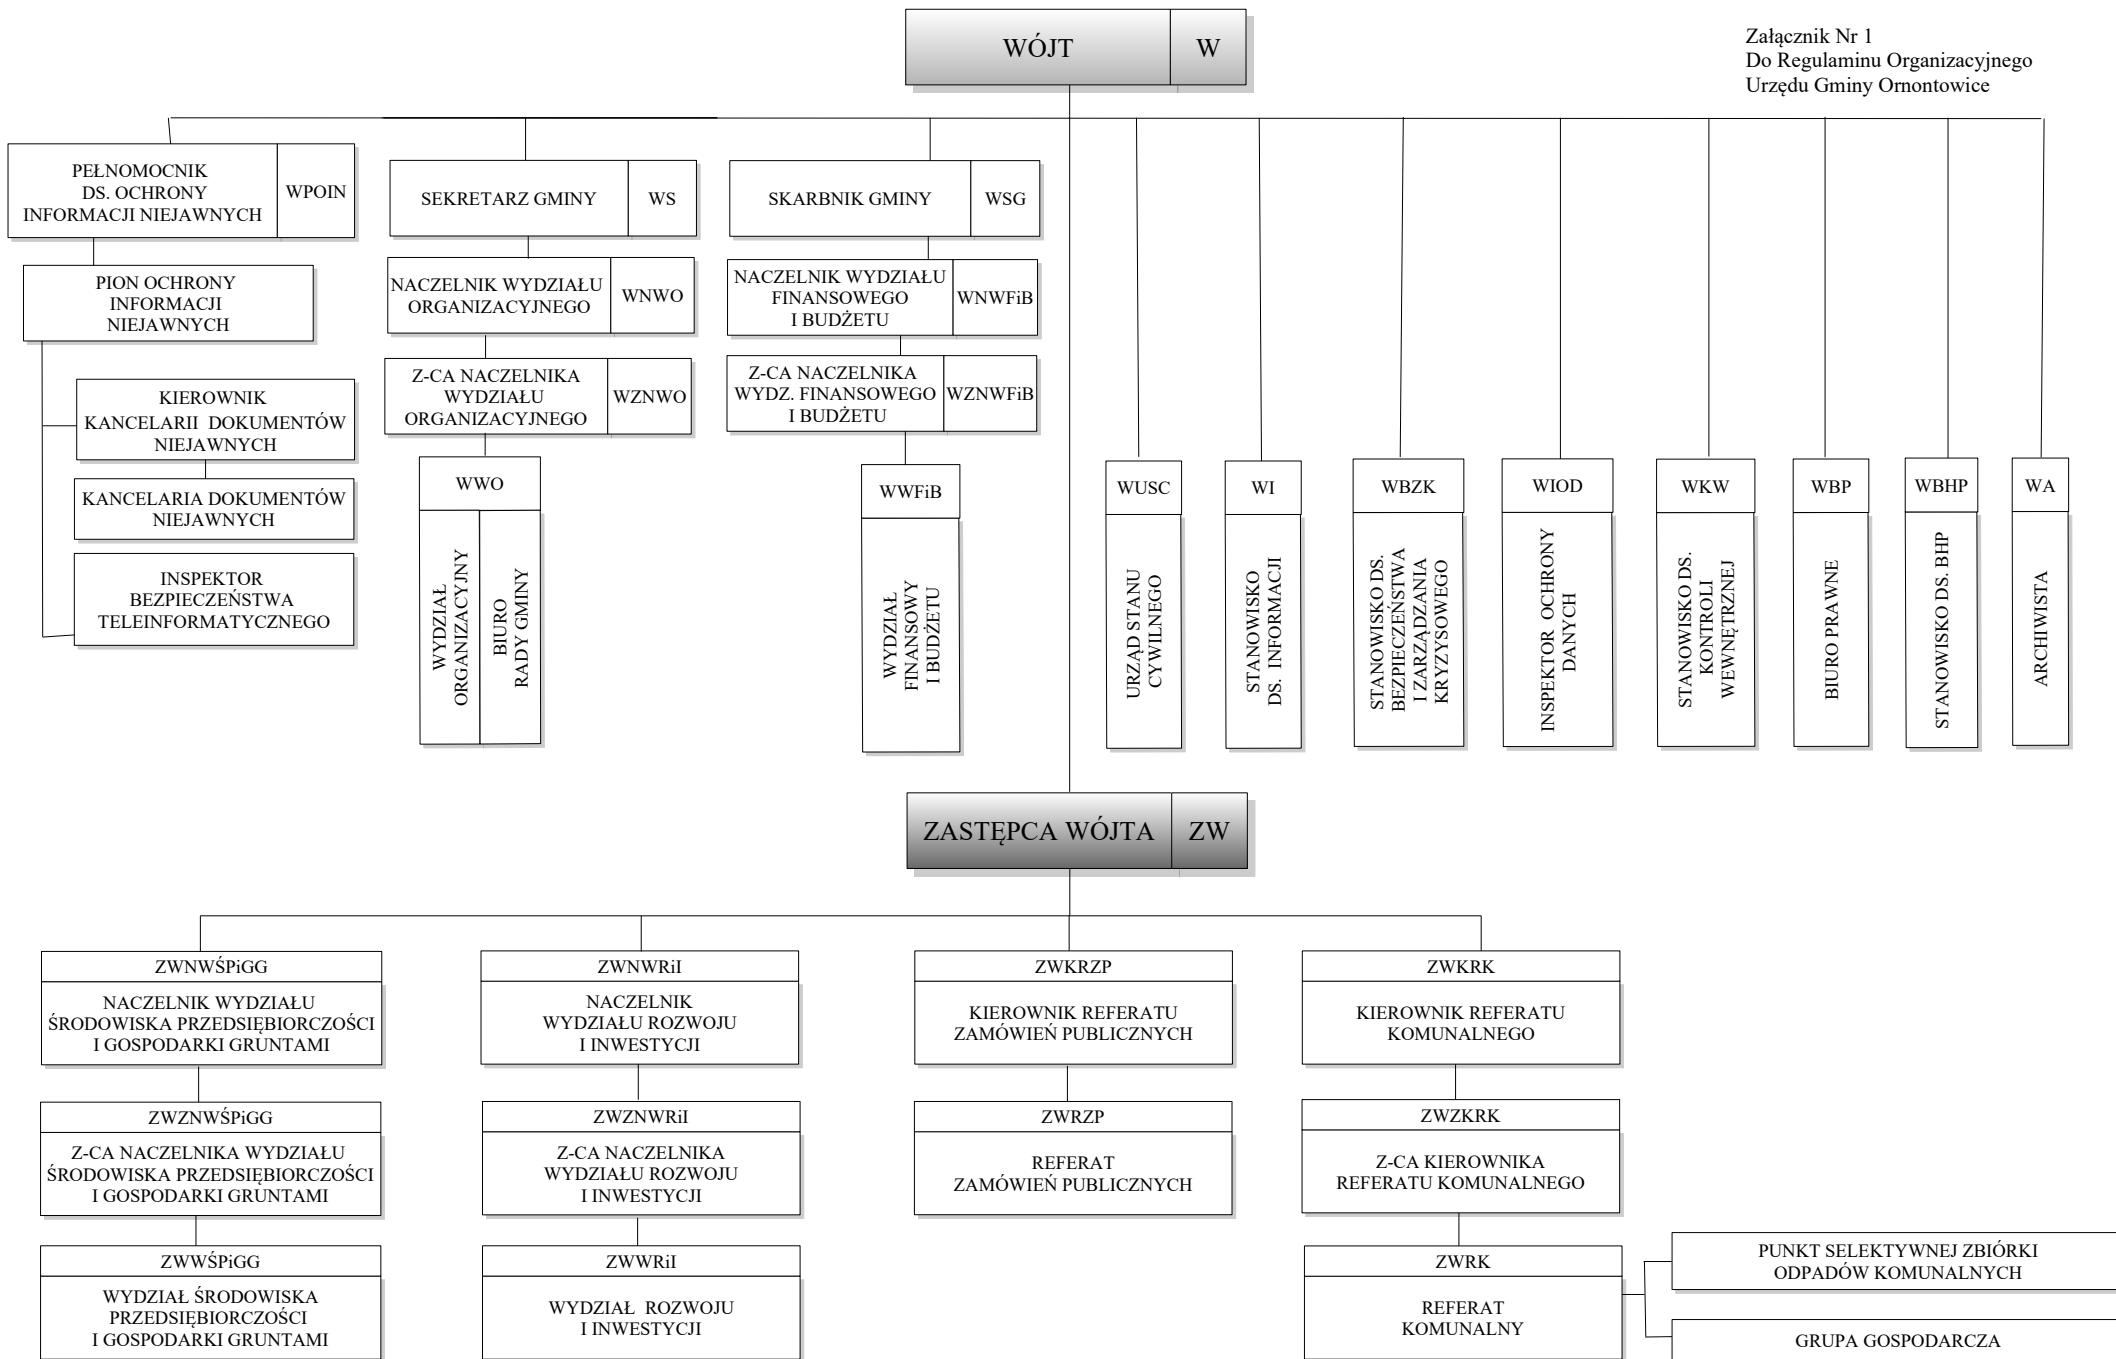 WÓJT
W
Załącznik Nr 1
Do Regulaminu Organizacyjnego
Urzędu Gminy Ornontowice
PEŁNOMOCNIK
DS. OCHRONY
INFORMACJI NIEJAWNYCH
WPOIN
SEKRETARZ GMINY
WS
SKARBNIK GMINY
WSG
PION OCHRONY
INFORMACJI
NIEJAWNYCH
NACZELNIK WYDZIAŁU
ORGANIZACYJNEGO
WNWO
NACZELNIK WYDZIAŁU
FINANSOWEGO
I BUDŻETU
WNWFiB
KIEROWNIK
KANCELARII DOKUMENTÓW
NIEJAWNYCH
Z-CA NACZELNIKA
WYDZIAŁU
ORGANIZACYJNEGO
WZNWO
Z-CA NACZELNIKA
WYDZ. FINANSOWEGO
I BUDŻETU
WZNWFiB
KANCELARIA DOKUMENTÓW
NIEJAWNYCH
INSPEKTOR
BEZPIECZEŃSTWA
TELEINFORMATYCZNEGO
WWO
WYDZIAŁ
ORGANIZACYJNY
BIURO
RADY GMINY
WWFiB
WYDZIAŁ
FINANSOWY
I BUDŻETU
WUSC
URZĄD STANU
CYWILNEGO
WI
STANOWISKO
DS. INFORMACJI
WBZK
STANOWISKO DS.
BEZPIECZEŃSTWA
I ZARZĄDZANIA
KRYZYSOWEGO
WIOD
INSPEKTOR OCHRONY
DANYCH
WKW
STANOWISKO DS.
KONTROLI
WEWNĘTRZNEJ
WBP
BIURO PRAWNE
WBHP
STANOWISKO DS. BHP
WA
ARCHIWISTA
ZASTĘPCA WÓJTA
ZW
ZWNWŚPiGG
NACZELNIK WYDZIAŁU
ŚRODOWISKA PRZEDSIĘBIORCZOŚCI
I GOSPODARKI GRUNTAMI
ZWNWRiI
NACZELNIK
WYDZIAŁU ROZWOJU
I INWESTYCJI
ZWKRZP
KIEROWNIK REFERATU
ZAMÓWIEŃ PUBLICZNYCH
ZWKRK
KIEROWNIK REFERATU
KOMUNALNEGO
ZWZNWŚPiGG
Z-CA NACZELNIKA WYDZIAŁU
ŚRODOWISKA PRZEDSIĘBIORCZOŚCI
I GOSPODARKI GRUNTAMI
ZWZNWRiI
Z-CA NACZELNIKA
WYDZIAŁU ROZWOJU
I INWESTYCJI
ZWRZP
REFERAT
ZAMÓWIEŃ PUBLICZNYCH
ZWZKRK
Z-CA KIEROWNIKA
REFERATU KOMUNALNEGO
ZWWŚPiGG
WYDZIAŁ ŚRODOWISKA
PRZEDSIĘBIORCZOŚCI
I GOSPODARKI GRUNTAMI
ZWWRiI
WYDZIAŁ ROZWOJU
I INWESTYCJI
ZWRK
REFERAT
KOMUNALNY
PUNKT SELEKTYWNEJ ZBIÓRKI
ODPADÓW KOMUNALNYCH
GRUPA GOSPODARCZA